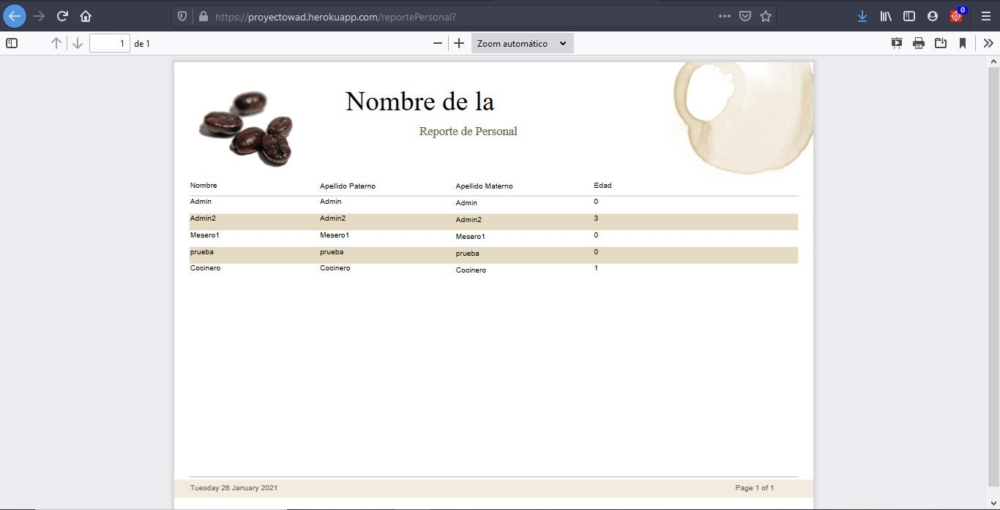 https://proyectowad.herokuapp.com/reportePersonal?
0
1 de 1
Zoom automático
Nombre de la
Reporte de Personal
Nombre Apellido Paterno Apellido Materno Edad
Admin Admin Admin 0
Admin2 Admin2 Admin2 3
Mesero1 Mesero1 Mesero1 0
prueba prueba prueba 0
Cocinero Cocinero Cocinero 1
Tuesday 26 January 2021 Page 1 of 1